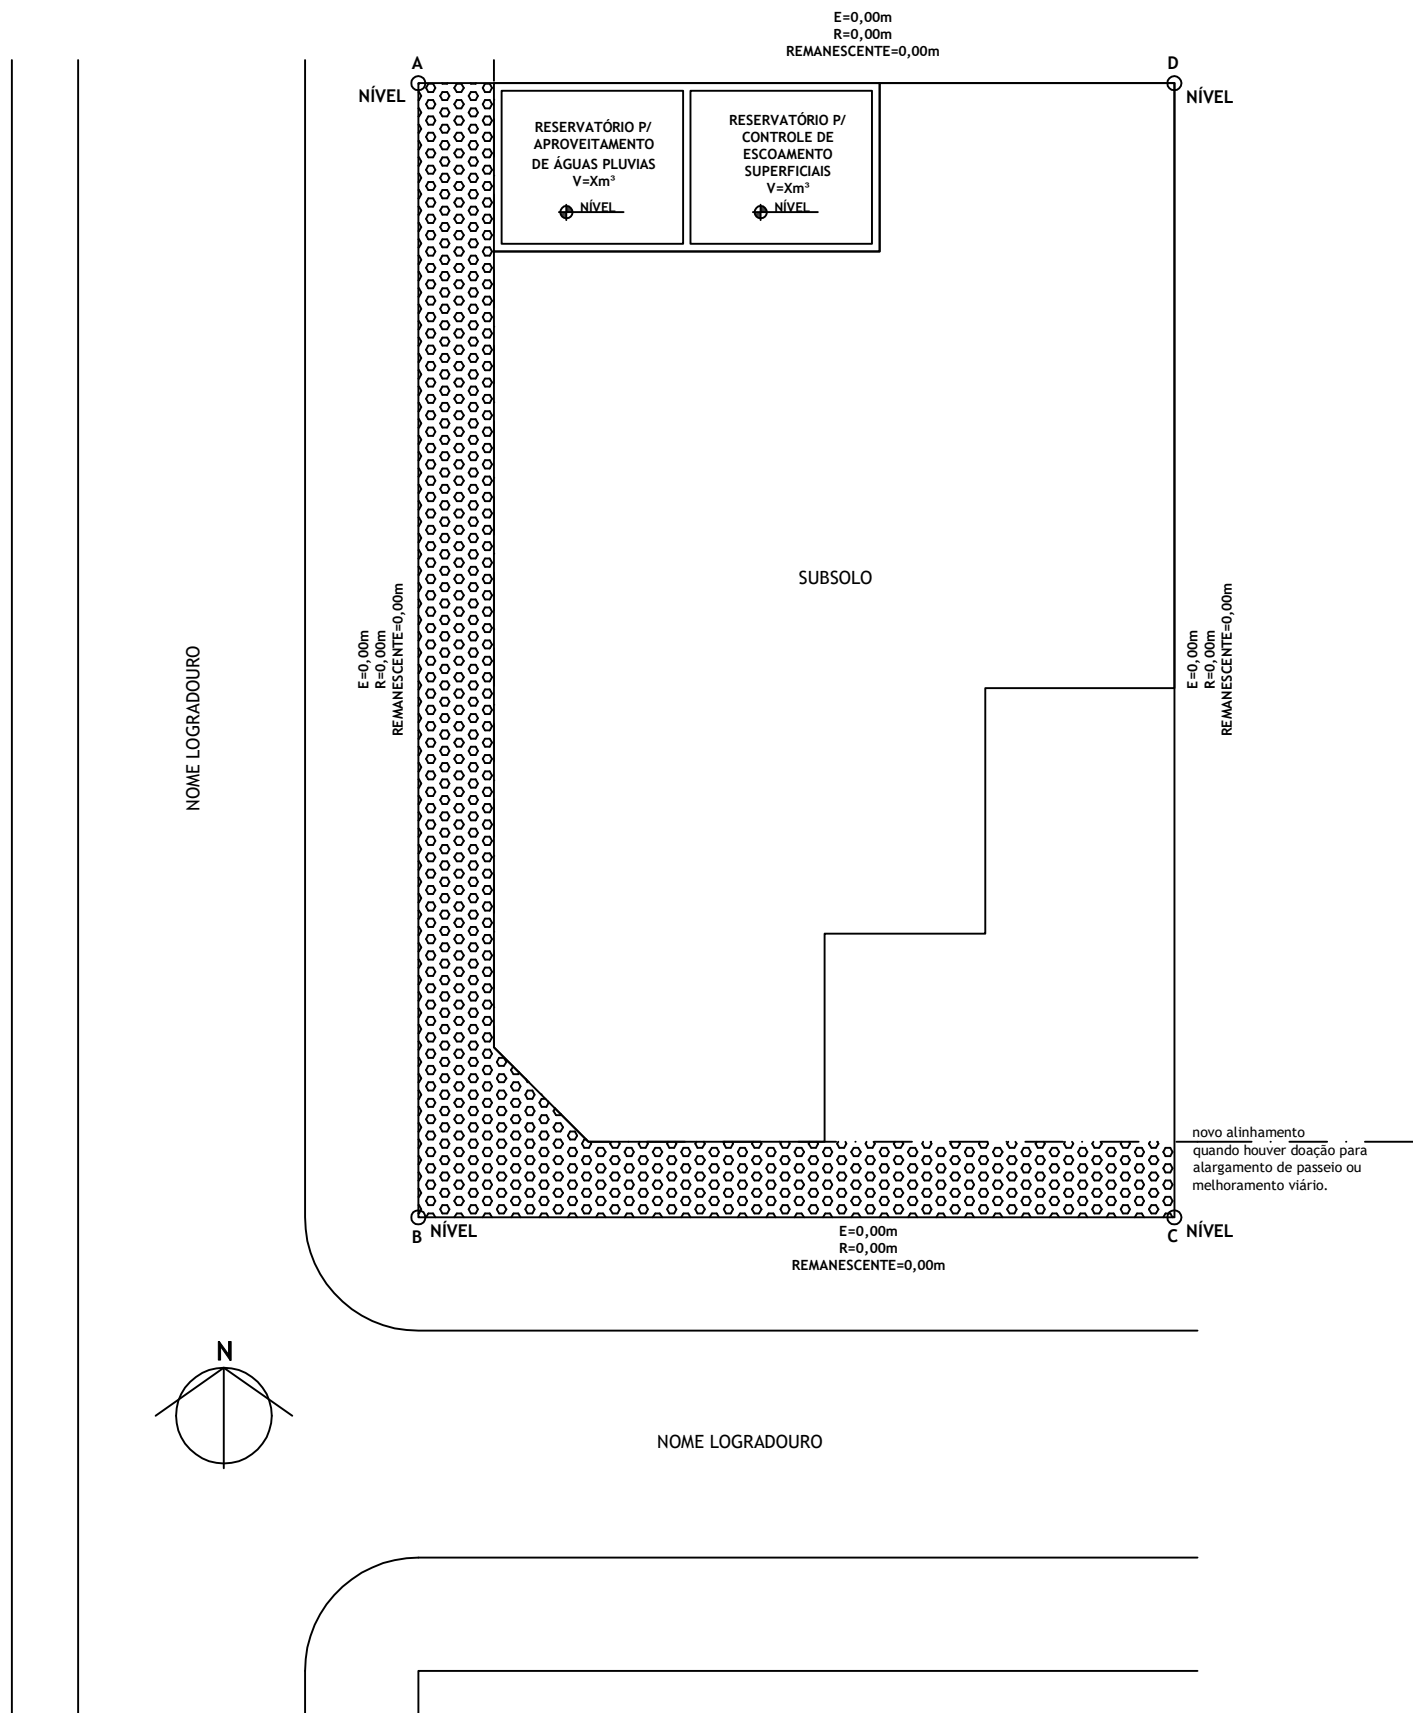 E=0,00m
R=0,00m
REMANESCENTE=0,00m
A
D
NÍVEL
NÍVEL
RESERVATÓRIO P/
APROVEITAMENTO
DE ÁGUAS PLUVIAS
V=Xm³
NÍVEL
RESERVATÓRIO P/
CONTROLE DE
ESCOAMENTO
SUPERFICIAIS
V=Xm³
NÍVEL
SUBSOLO
NOME LOGRADOURO
E=0,00m
R=0,00m
REMANESCENTE=0,00m
E=0,00m
R=0,00m
REMANESCENTE=0,00m
novo alinhamento
quando houver doação para
alargamento de passeio ou
melhoramento viário.
B
NÍVEL
C
NÍVEL
E=0,00m
R=0,00m
REMANESCENTE=0,00m
N
NOME LOGRADOURO